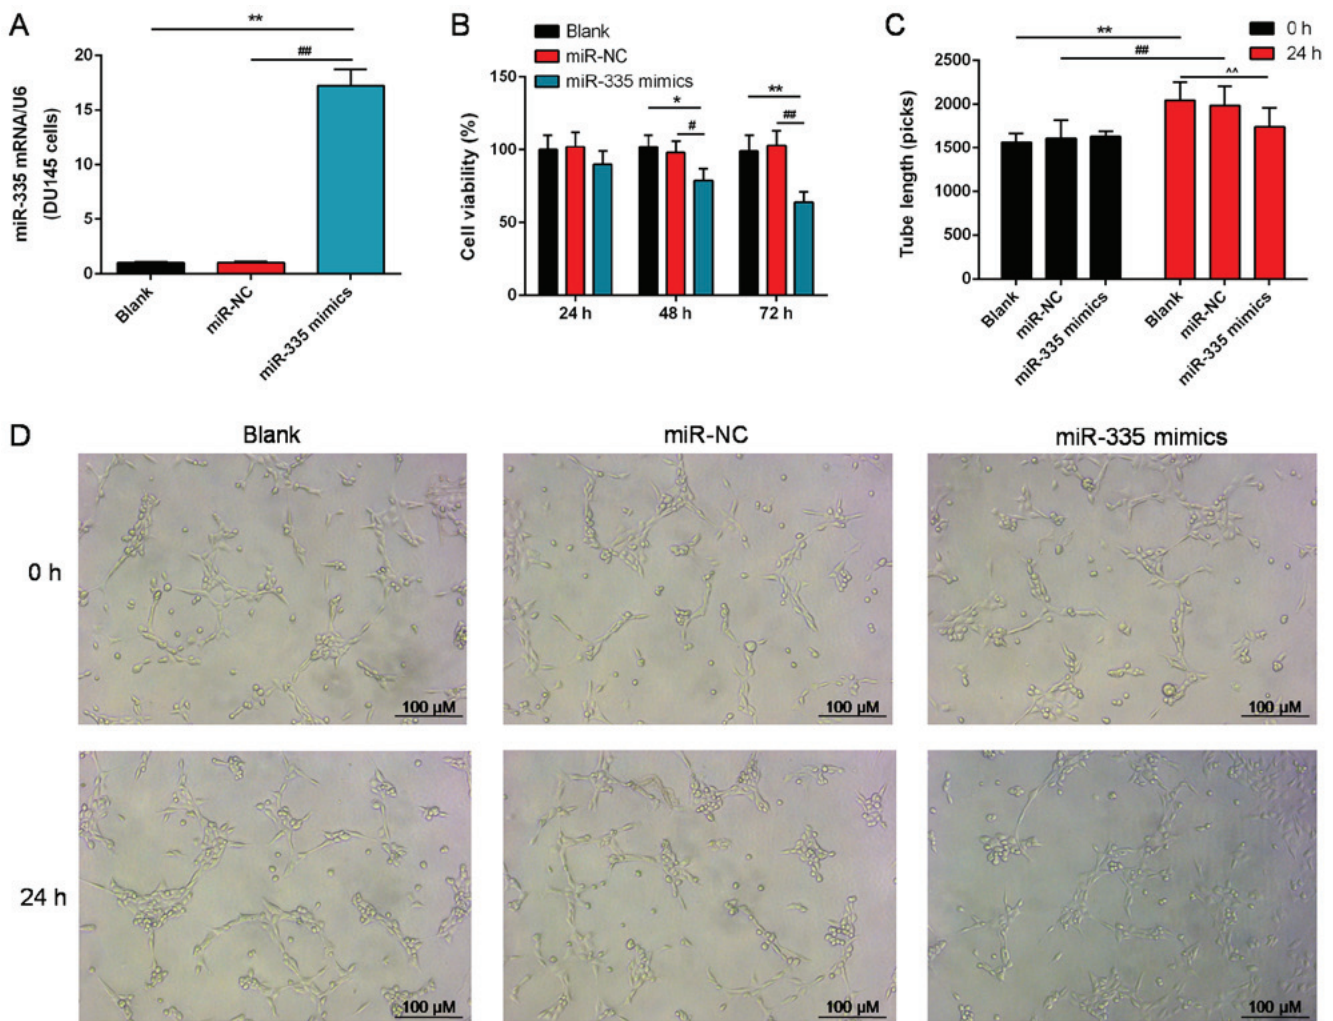 A
**
##
miR-335 mRNA/U6
(DU145 cells)
20
15
10
5
0
Blank
miR-NC
miR-335 mimics
B
Blank
miR-NC
miR-335 mimics
Cell viability (%)
150
100
50
0
*
#
**
##
24 h
48 h
72 h
C
0 h
24 h
**
##
^^
Tube length (picks)
2500
2000
1500
1000
500
0
Blank
miR-NC
miR-335 mimics
Blank
miR-NC
miR-335 mimics
D
Blank
miR-NC
miR-335 mimics
0 h
100 µM
100 µM
100 µM
24 h
100 µM
100 µM
100 µM